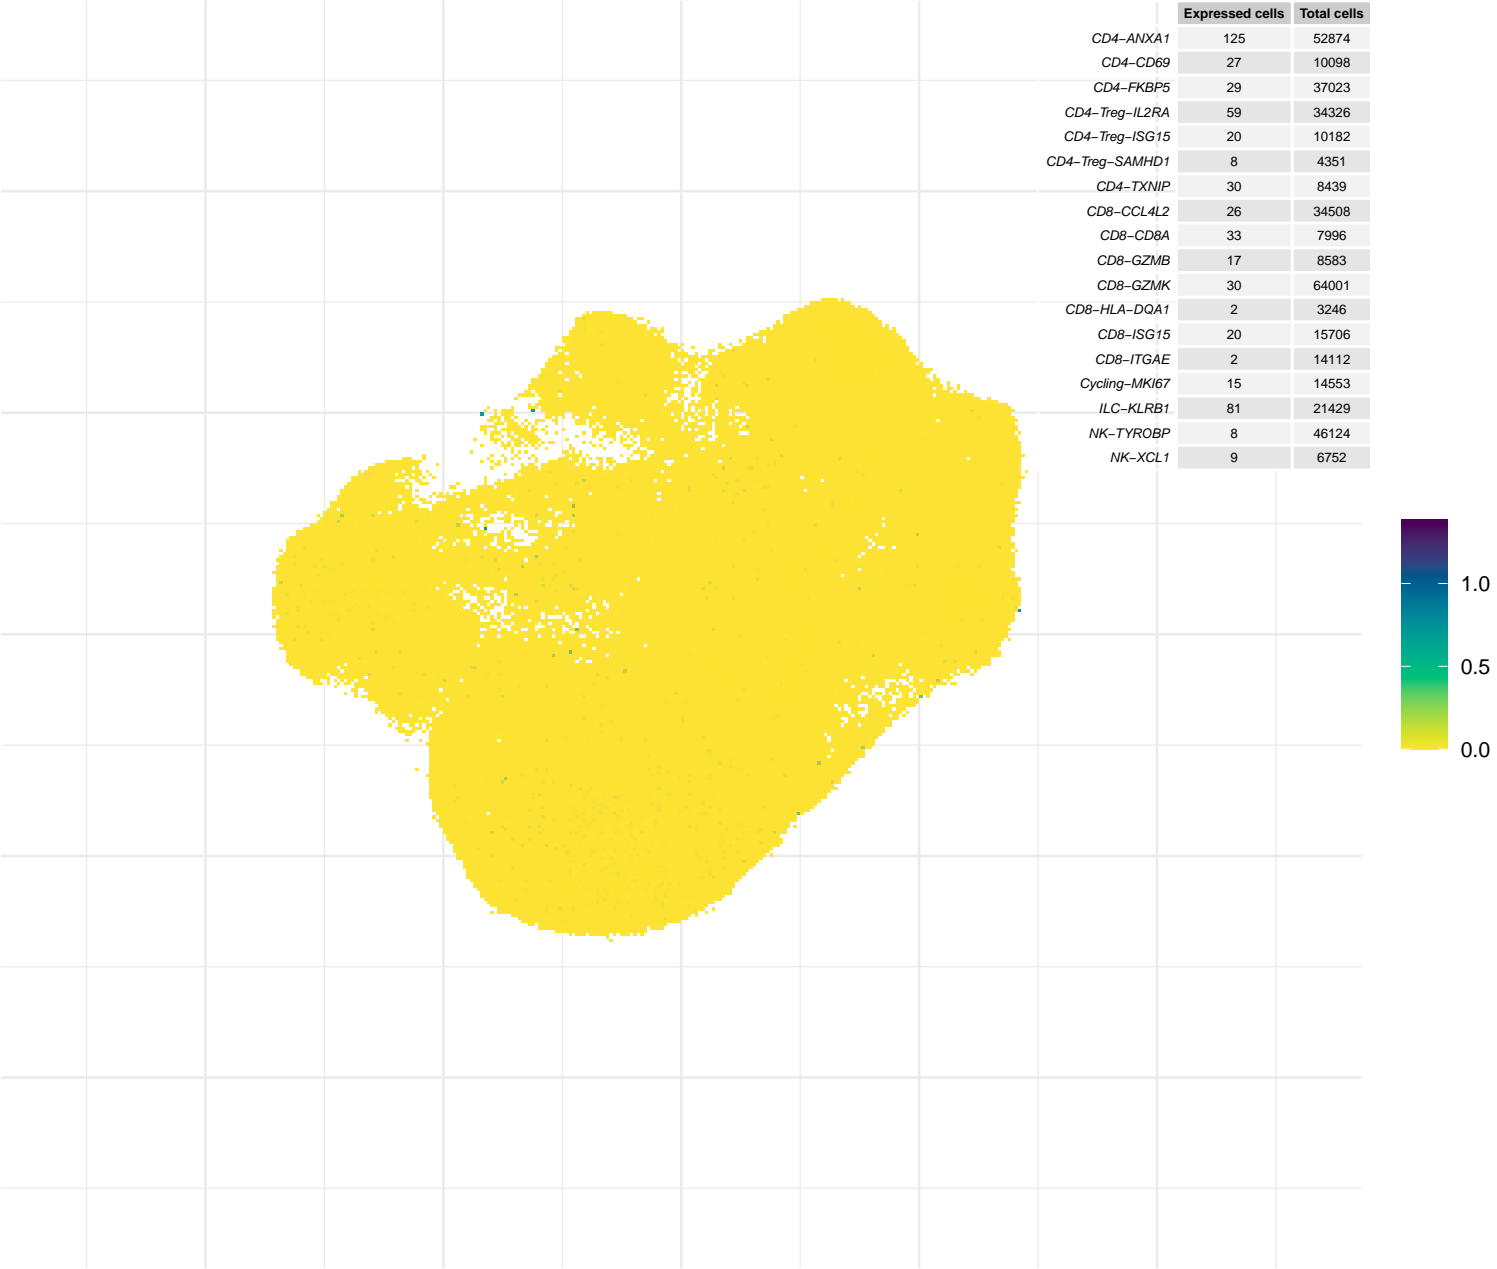 Expressed cells Total cells
CD4−ANXA1 125 52874
CD4−CD69 27 10098
CD4−FKBP5 29 37023
CD4−Treg−IL2RA 59 34326
CD4−Treg−ISG15 20 10182
CD4−Treg−SAMHD1 8 4351
CD4−TXNIP 30 8439
CD8−CCL4L2 26 34508
CD8−CD8A 33 7996
CD8−GZMB 17 8583
CD8−GZMK 30 64001
CD8−HLA−DQA1 2 3246
CD8−ISG15 20 15706
CD8−ITGAE 2 14112
Cycling−MKI67 15 14553
ILC−KLRB1 81 21429
NK−TYROBP 8 46124
NK−XCL1 9 6752
1.0
0.5
0.0